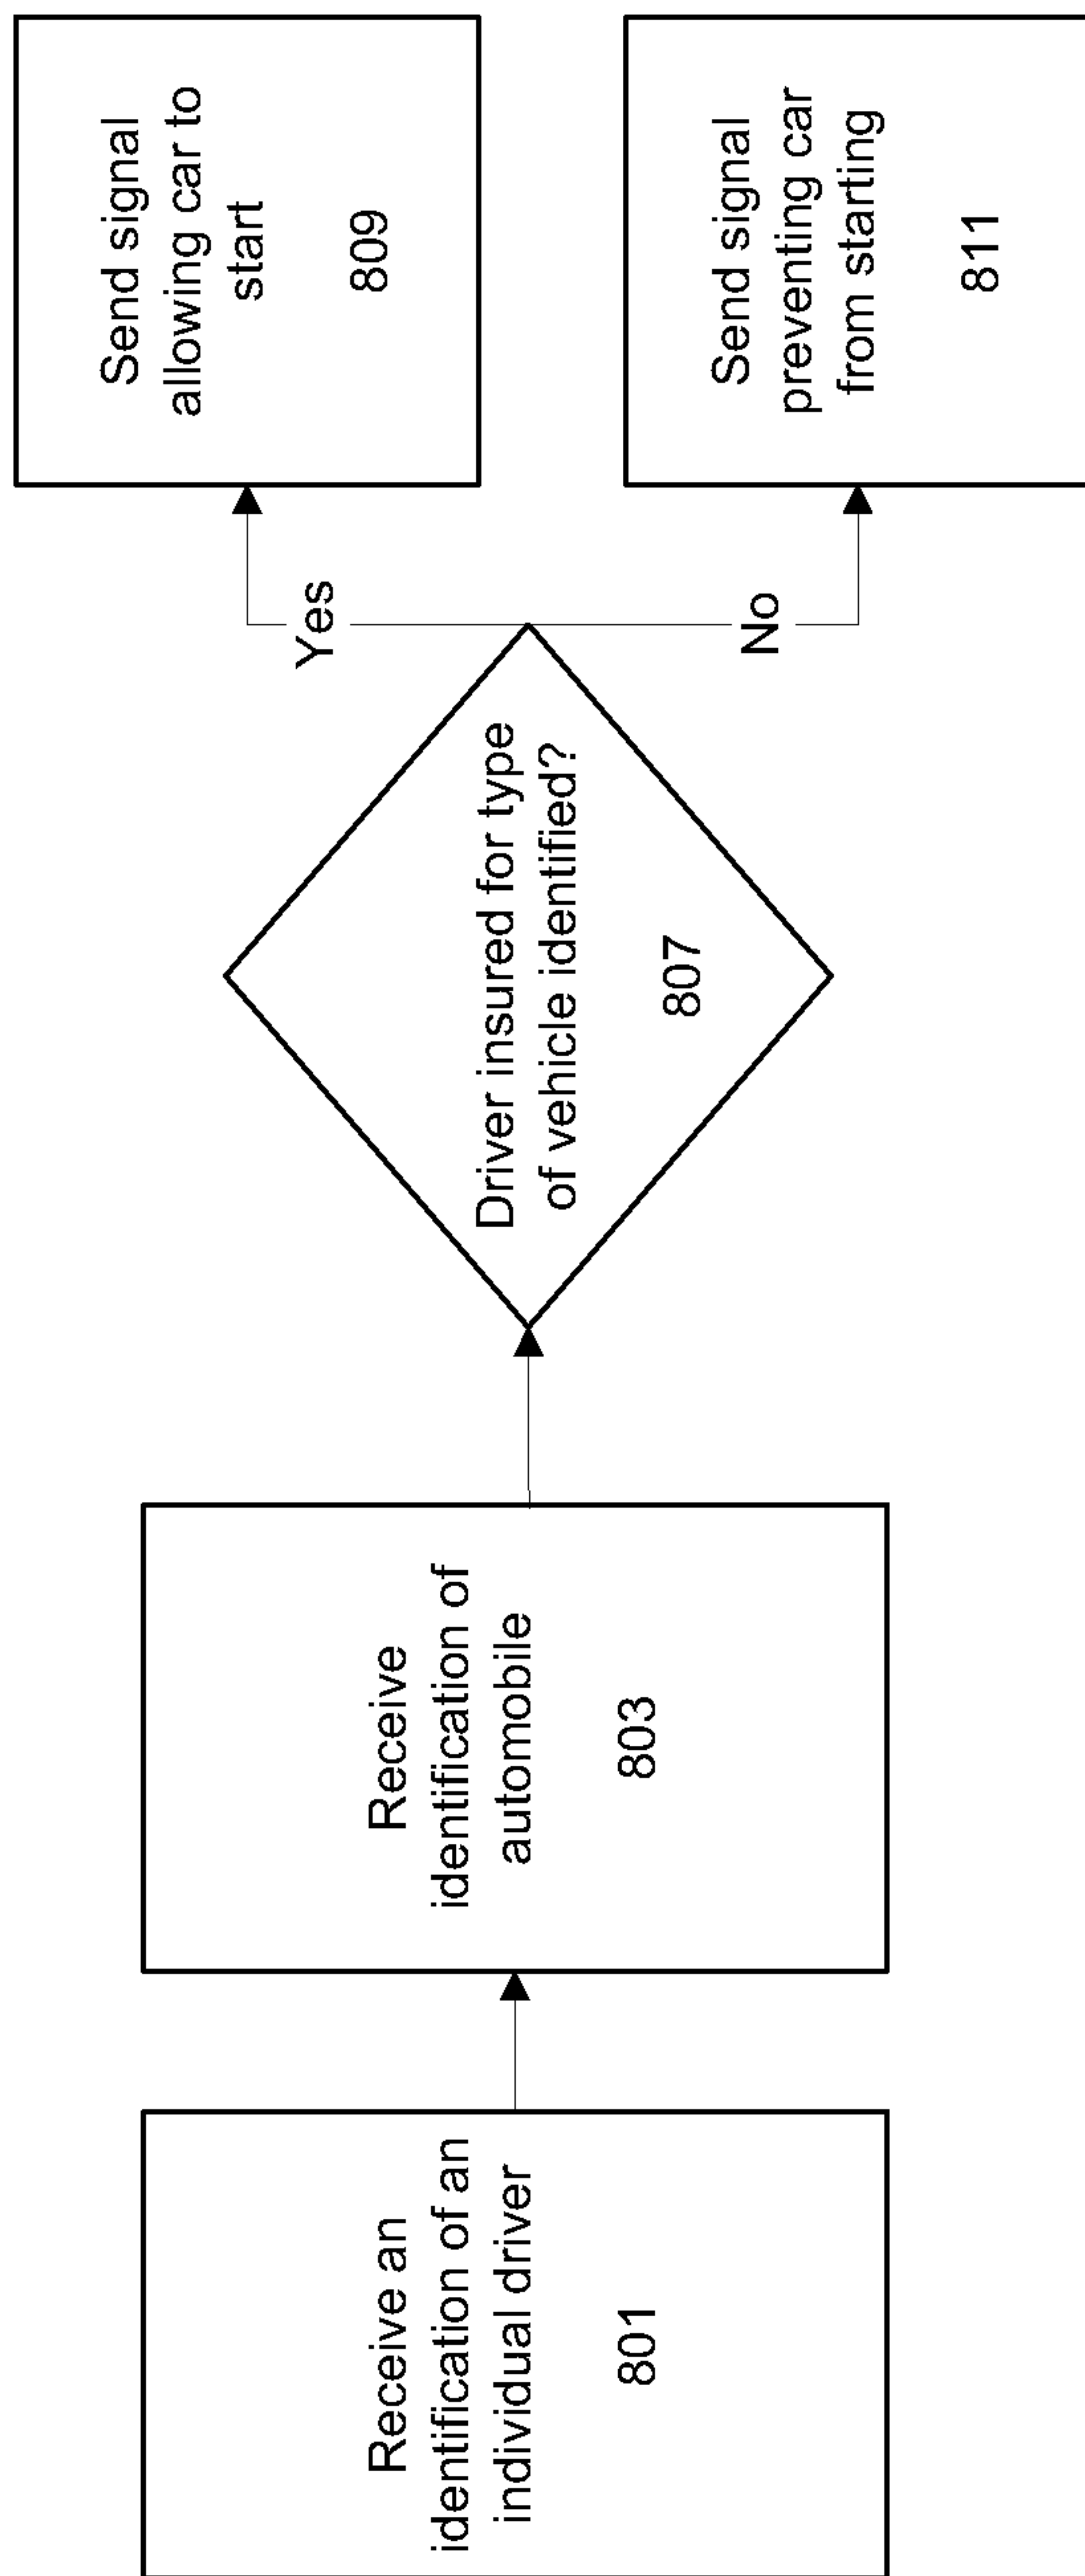 Receive an
identification of an
individual driver
801
Receive
identification of
automobile
803
Driver insured for type
of vehicle identified?
807
Yes
No
Send signal
allowing car to
start
809
Send signal
preventing car
from starting
811